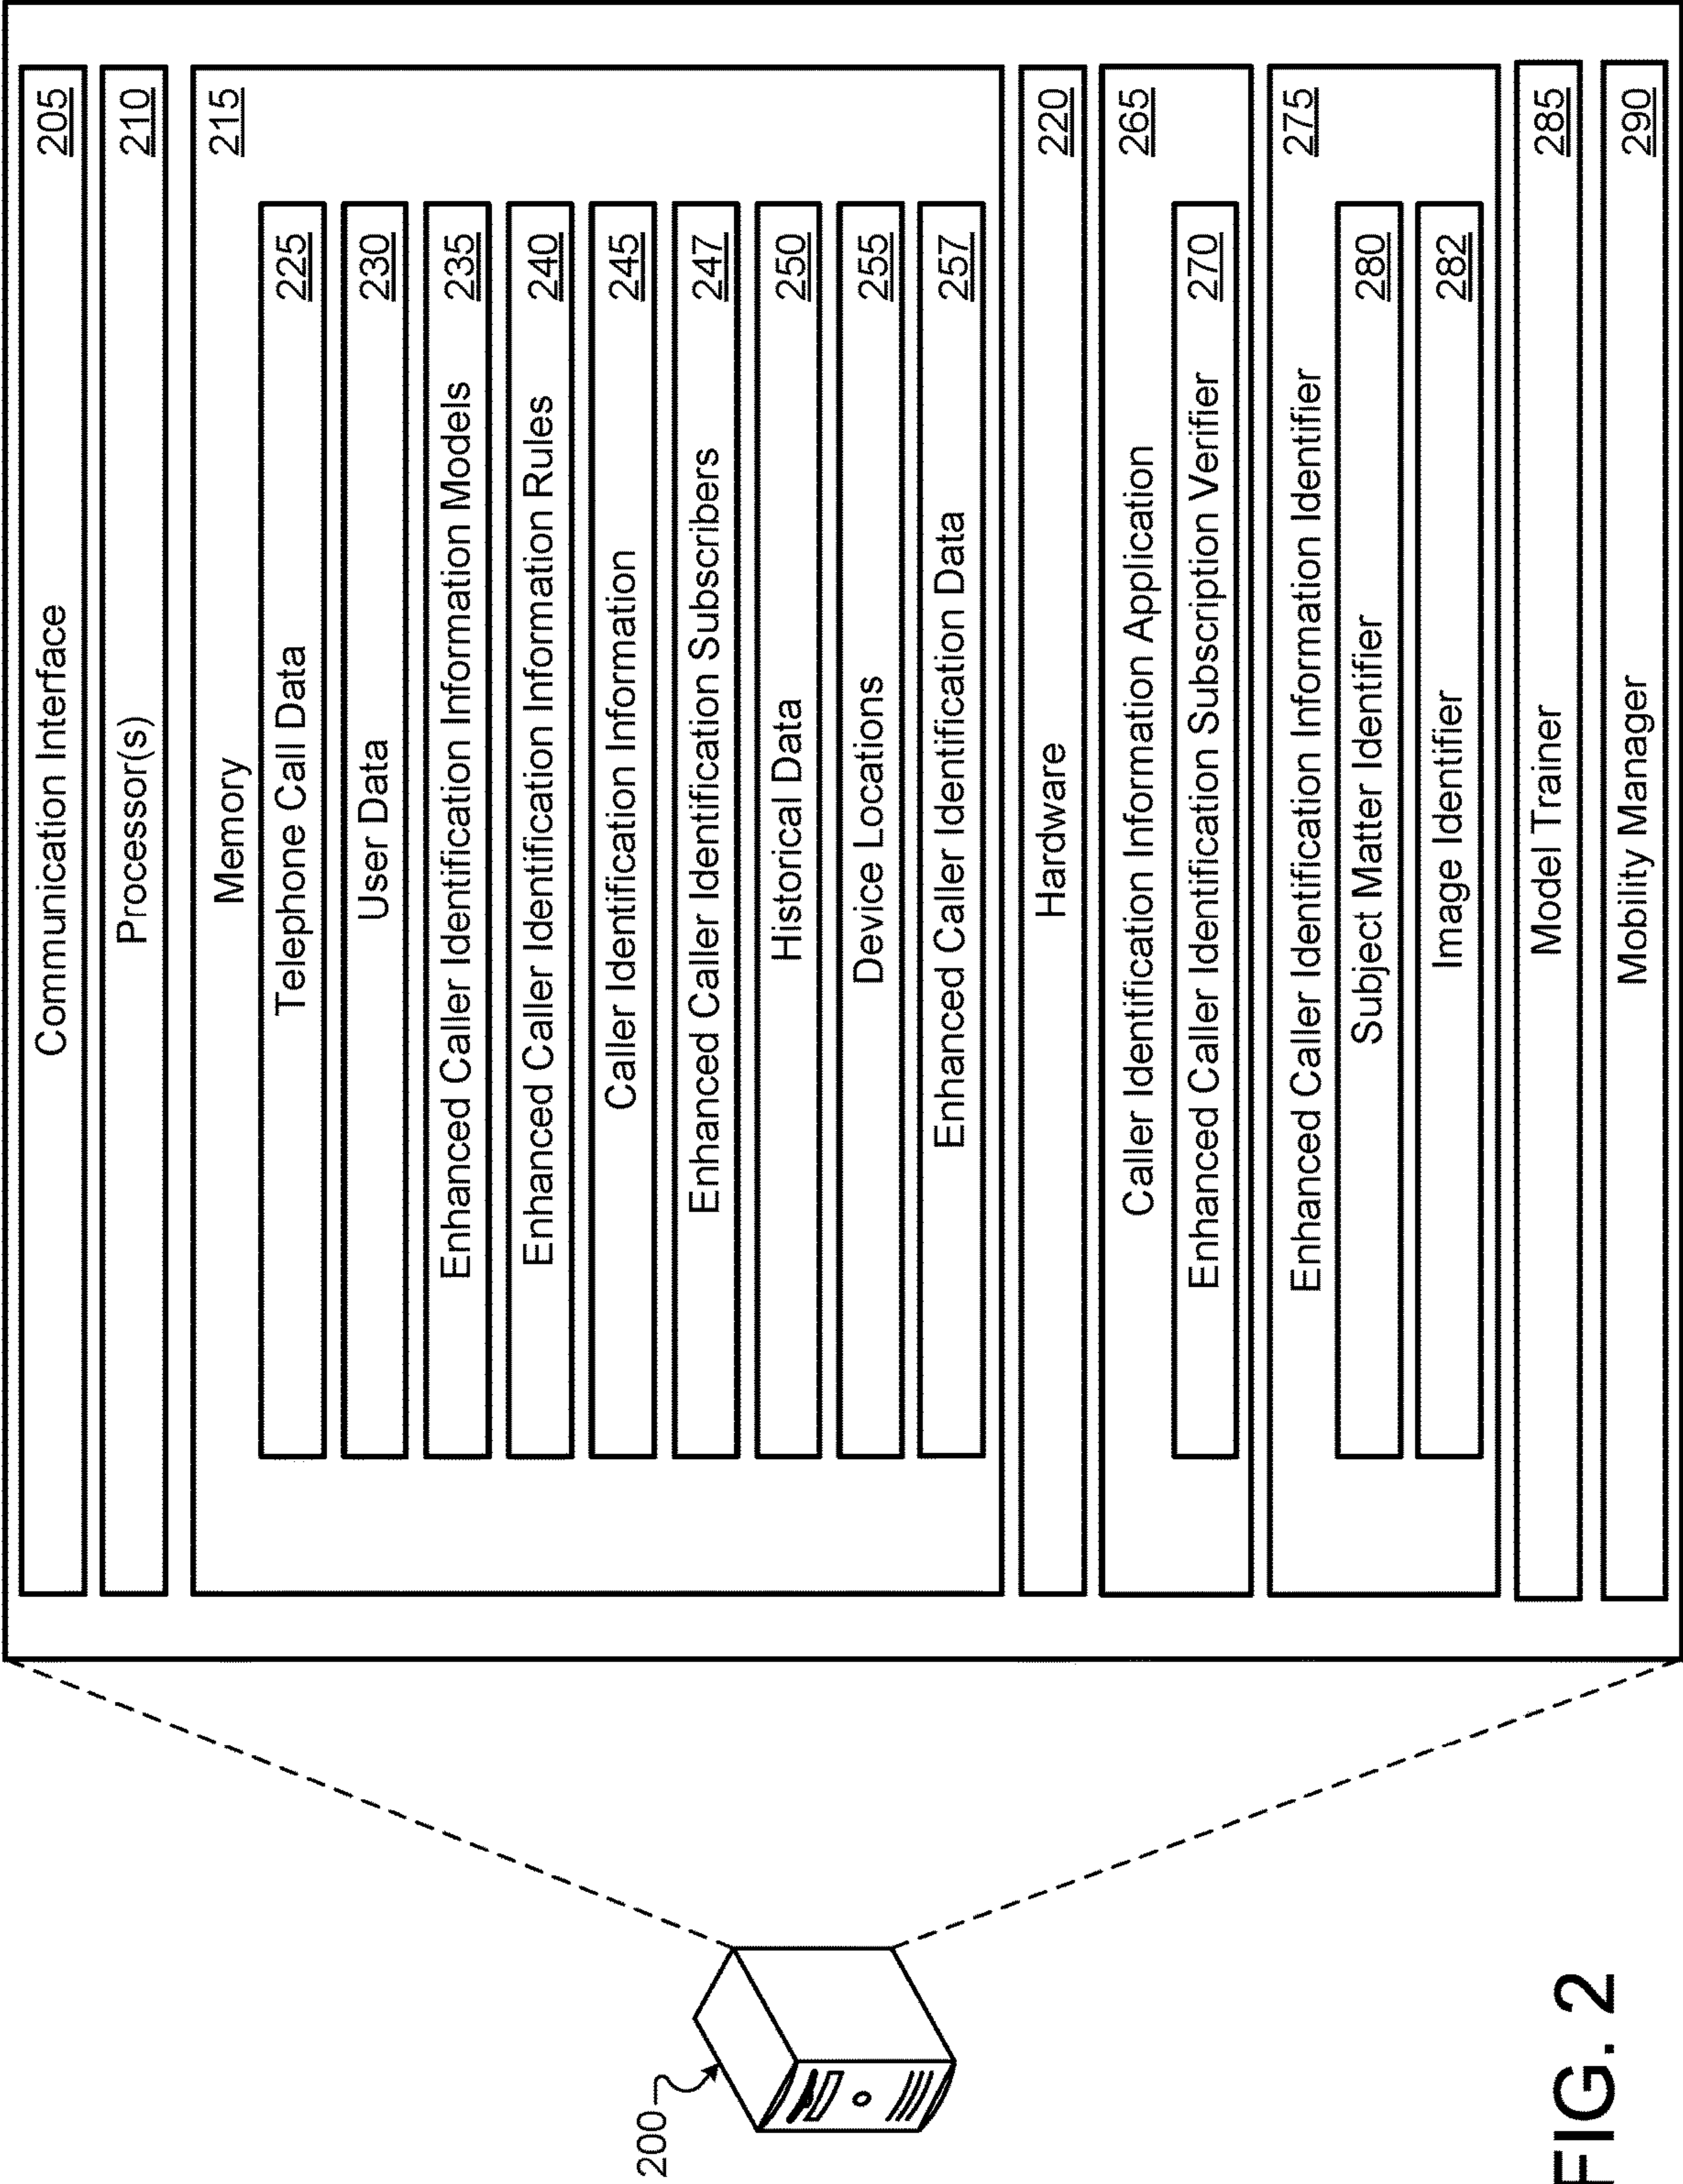 Communication Interface 205
Processor(s) 210
Memory 215
Telephone Call Data 225
User Data 230
Enhanced Caller Identification Information Models 235
Enhanced Caller Identification Information Rules 240
Caller Identification Information 245
Enhanced Caller Identification Subscribers 247
Historical Data 250
Device Locations 255
Enhanced Caller Identification Data 257
Hardware 220
Caller Identification Information Application 265
Enhanced Caller Identification Subscription Verifier 270
Enhanced Caller Identification Information Identifier 275
Subject Matter Identifier 280
Image Identifier 282
Model Trainer 285
Mobility Manager 290
200
FIG. 2